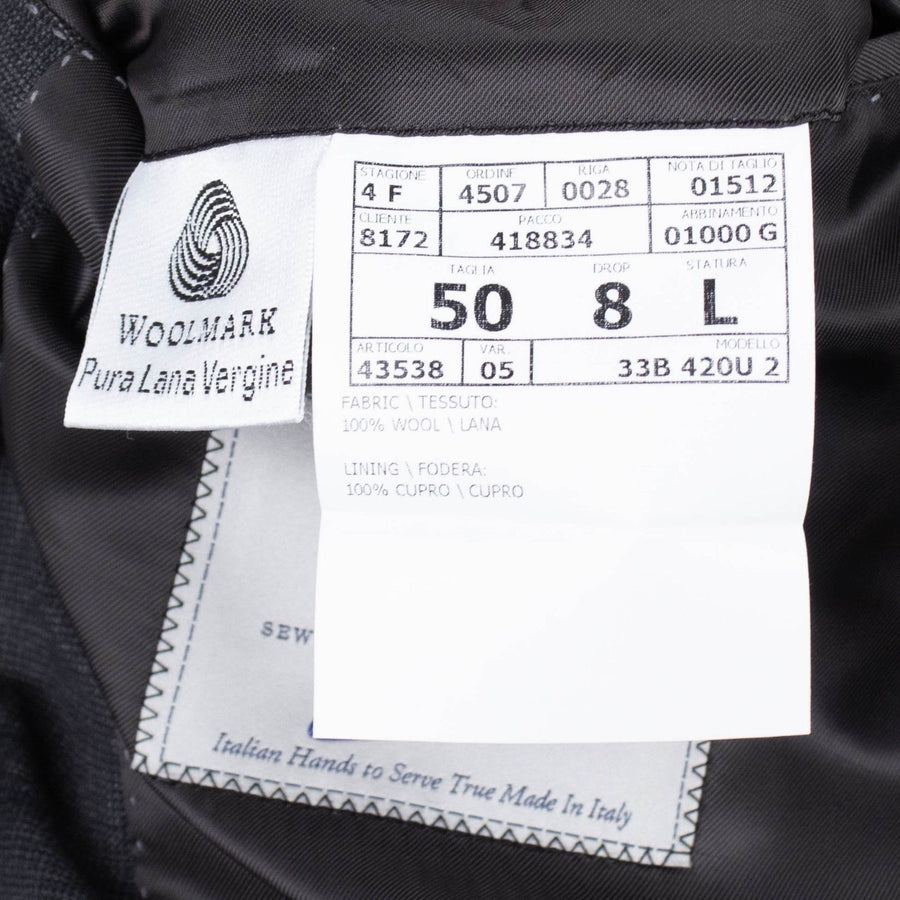 WOOLMARK
Pura Lana Vergine
STAGIONE ORDINE RIGA NOTA DI TAGLIO
4 F 4507 0028 01512
CLIENTE PACCO ABBINAMENTO
8172 418834 01000 G
TAGLIA DROP STATURA
50 8 L
ARTICOLO VAR. MODELLO
43538 05 33B 420U 2
FABRIC \ TESSUTO:
100% WOOL \ LANA
LINING \ FODERA:
100% CUPRO \ CUPRO
SEW
Italian Hands to Serve True Made In Italy